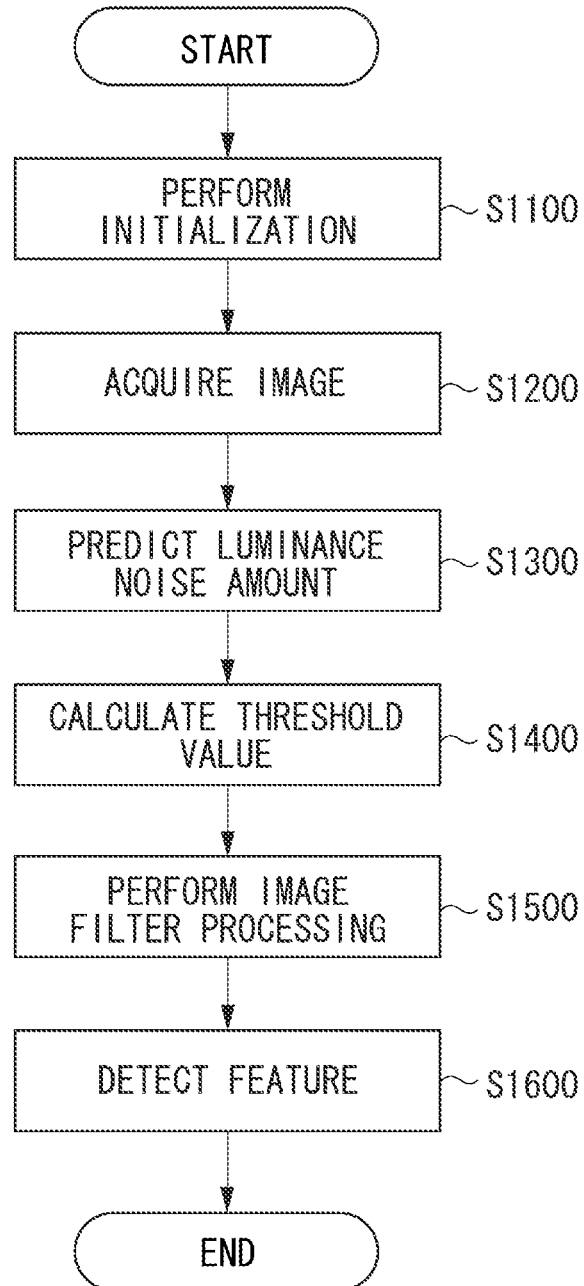 START
PERFORM
INITIALIZATION
S1100
ACQUIRE IMAGE
S1200
PREDICT LUMINANCE
NOISE AMOUNT
S1300
CALCULATE THRESHOLD
VALUE
S1400
PERFORM IMAGE
FILTER PROCESSING
S1500
DETECT FEATURE
S1600
END